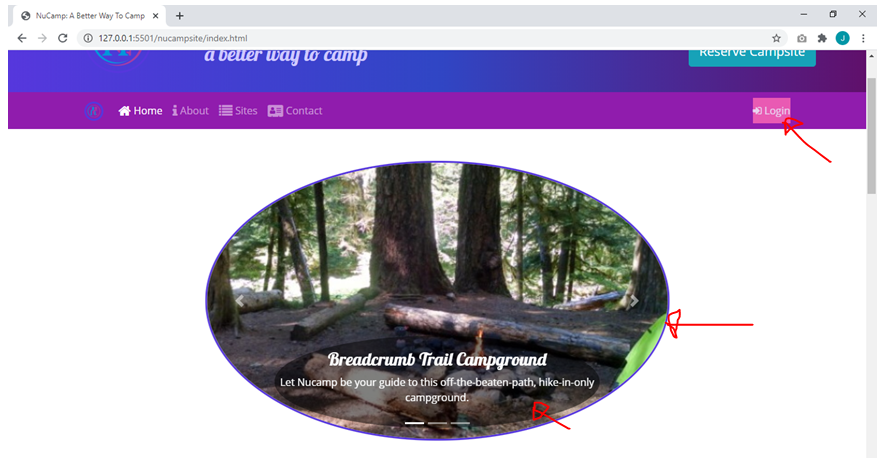 NuCamp: A Better Way To Camp
127.0.0.1:5501/nucampsite/index.html
J
a better way to camp
Reserve Campsite
N Home About Sites Contact Login
Breadcrumb Trail Campground
Let Nucamp be your guide to this off-the-beaten-path, hike-in-only
campground.